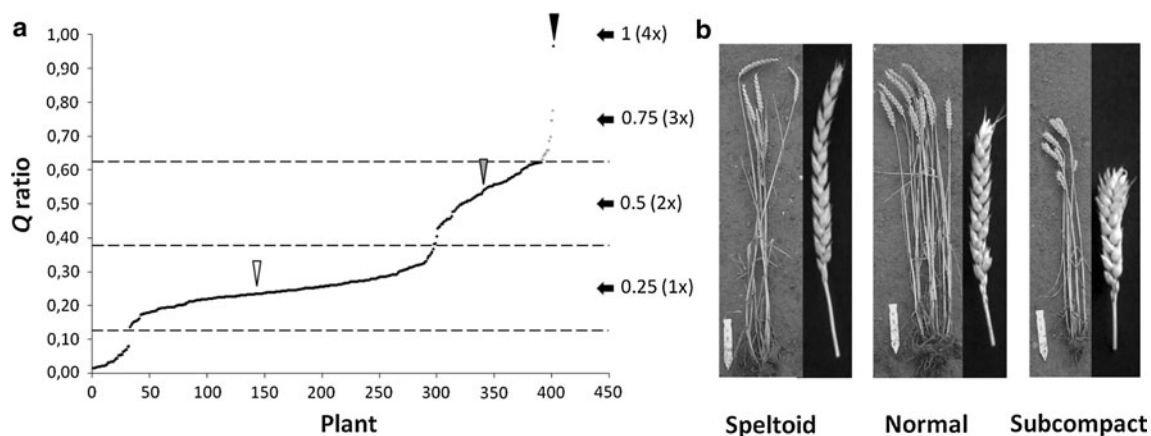 a
Q ratio
1,00
0,90
0,80
0,70
0,60
0,50
0,40
0,30
0,20
0,10
0,00
0 50 100 150 200 250 300 350 400 450
Plant
1 (4x)
0.75 (3x)
0.5 (2x)
0.25 (1x)
b
Speltoid Normal Subcompact